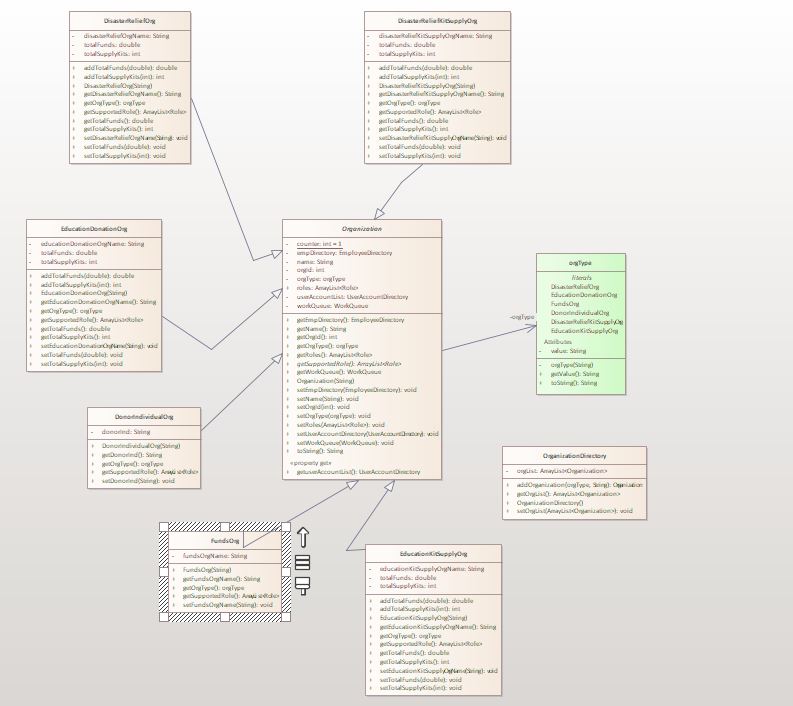 DisasterReliefOrg
- disasterReliefOrgName: String
- totalFunds: double
- totalSupplyKits: int
+ addTotalFunds(double): double
+ addTotalSupplyKits(int): int
+ DisasterReliefOrg(String)
+ getDisasterReliefOrgName(): String
+ getOrgType(): orgType
+ getSupportedRole(): ArrayList<Role>
+ getTotalFunds(): double
+ getTotalSupplyKits(): int
+ setDisasterReliefOrgName(String): void
+ setTotalFunds(double): void
+ setTotalSupplyKits(int): void
DisasterReliefKitSupplyOrg
- disasterReliefKitSupplyOrgName: String
- totalFunds: double
- totalSupplyKits: int
+ addTotalFunds(double): double
+ addTotalSupplyKits(int): int
+ DisasterReliefKitSupplyOrg(String)
+ getDisasterReliefKitSupplyOrgName(): String
+ getOrgType(): orgType
+ getSupportedRole(): ArrayList<Role>
+ getTotalFunds(): double
+ getTotalSupplyKits(): int
+ setDisasterReliefKitSupplyOrgName(String): void
+ setTotalFunds(double): void
+ setTotalSupplyKits(int): void
EducationDonationOrg
- educationDonationOrgName: String
- totalFunds: double
- totalSupplyKits: int
+ addTotalFunds(double): double
+ addTotalSupplyKits(int): int
+ EducationDonationOrg(String)
+ getEducationDonationOrgName(): String
+ getOrgType(): orgType
+ getSupportedRole(): ArrayList<Role>
+ getTotalFunds(): double
+ getTotalSupplyKits(): int
+ setEducationDonationOrgName(String): void
+ setTotalFunds(double): void
+ setTotalSupplyKits(int): void
Organization
- counter: int = 1
- empDirectory: EmployeeDirectory
- name: String
- orgId: int
- orgType: orgType
+ roles: ArrayList<Role>
- userAccountList: UserAccountDirectory
- workQueue: WorkQueue
+ getEmpDirectory(): EmployeeDirectory
+ getName(): String
+ getOrgId(): int
+ getOrgType(): orgType
+ getRoles(): ArrayList<Role>
+ getSupportedRole(): ArrayList<Role>
+ getWorkQueue(): WorkQueue
+ Organization(String)
+ setEmpDirectory(EmployeeDirectory): void
+ setName(String): void
+ setOrgId(int): void
+ setOrgType(orgType): void
+ setRoles(ArrayList<Role>): void
+ setUserAccountDirectory(UserAccountDirectory): void
+ setWorkQueue(WorkQueue): void
+ toString(): String
«property get»
+ getuserAccountList(): UserAccountDirectory
-orgType
orgType
literals
DisasterReliefOrg
EducationDonationOrg
FundsOrg
DonorIndividualOrg
DisasterReliefKitSupplyOrg
EducationKitSupplyOrg
Attributes
- value: String
- orgType(String)
+ getValue(): String
+ toString(): String
DonorIndividualOrg
- donorInd: String
+ DonorIndividualOrg(String)
+ getDonorInd(): String
+ getOrgType(): orgType
+ getSupportedRole(): ArrayList<Role>
+ setDonorInd(String): void
OrganizationDirectory
- orgList: ArrayList<Organization>
+ addOrganization(orgType, String): Organization
+ getOrgList(): ArrayList<Organization>
+ OrganizationDirectory()
+ setOrgList(ArrayList<Organization>): void
FundsOrg
- fundsOrgName: String
+ FundsOrg(String)
+ getFundsOrgName(): String
+ getOrgType(): orgType
+ getSupportedRole(): ArrayList<Role>
+ setFundsOrgName(String): void
EducationKitSupplyOrg
- educationKitSupplyOrgName: String
- totalFunds: double
- totalSupplyKits: int
+ addTotalFunds(double): double
+ addTotalSupplyKits(int): int
+ EducationKitSupplyOrg(String)
+ getEducationKitSupplyOrgName(): String
+ getOrgType(): orgType
+ getSupportedRole(): ArrayList<Role>
+ getTotalFunds(): double
+ getTotalSupplyKits(): int
+ setEducationKitSupplyOrgName(String): void
+ setTotalFunds(double): void
+ setTotalSupplyKits(int): void